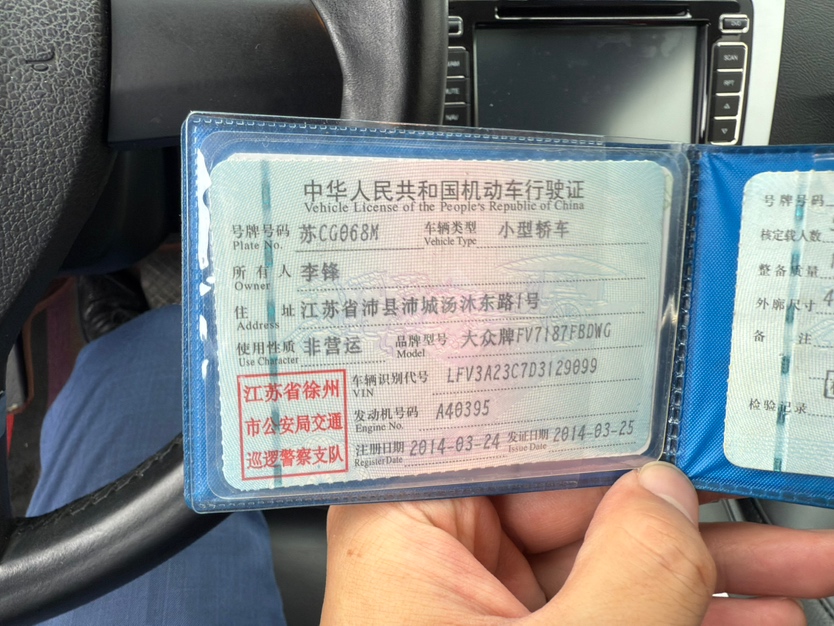 中华人民共和国机动车行驶证
Vehicle License of the People's Republic of China
号牌号码 苏CG068M 车辆类型 小型轿车
Plate No. Vehicle Type
所有人 李锋
Owner
住址 江苏省沛县沛城汤沐东路1号
Address
使用性质 非营运 品牌型号 大众牌FV7187FBDWG
Use Character Model
江苏省徐州
市公安局交通
巡逻警察支队
车辆识别代号 LFV3A23C7D3129099
VIN
发动机号码 A40395
Engine No.
注册日期 2014-03-24 发证日期 2014-03-25
Register Date Issue Date
号牌号码
核定载人数
整备质量
外廓尺寸
备注
检验记录
SCAN
RPT
NAV